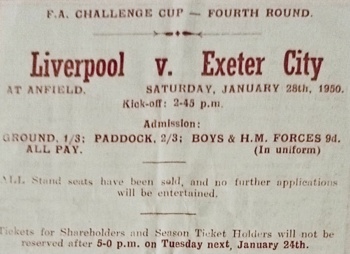 F.A. CHALLENGE CUP — FOURTH ROUND.
Liverpool v. Exeter City
AT ANFIELD. SATURDAY, JANUARY 28th, 1950.
Kick-off: 2-45 p.m.
Admission:
GROUND, 1/3; PADDOCK, 2/3; BOYS & H.M. FORCES 9d.
ALL PAY. (In uniform)
ALL Stand seats have been sold, and no further applications
will be entertained.
Tickets for Shareholders and Season Ticket Holders will not be
reserved after 5-0 p.m. on Tuesday next, January 24th.